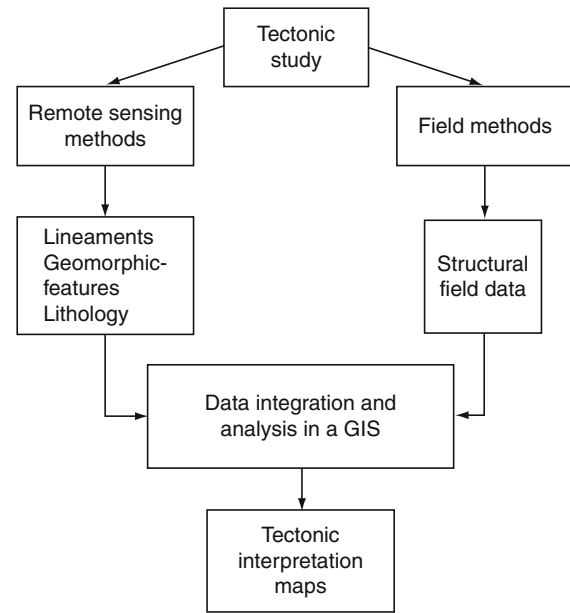 Tectonic
study
Remote sensing
methods
Field methods
Lineaments
Geomorphic-
features
Lithology
Structural
field data
Data integration and
analysis in a GIS
Tectonic
interpretation
maps